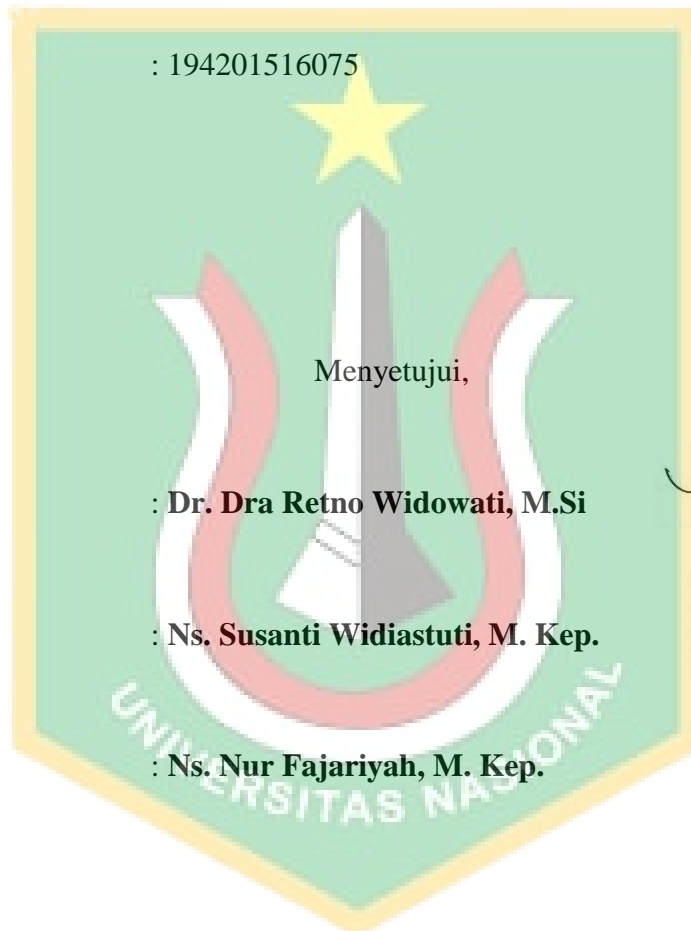 : 194201516075
Menyetujui,
: Dr. Dra Retno Widowati, M.Si
: Ns. Susanti Widiastuti, M. Kep.
: Ns. Nur Fajariyah, M. Kep.
UNIVERSITAS NASIONAL